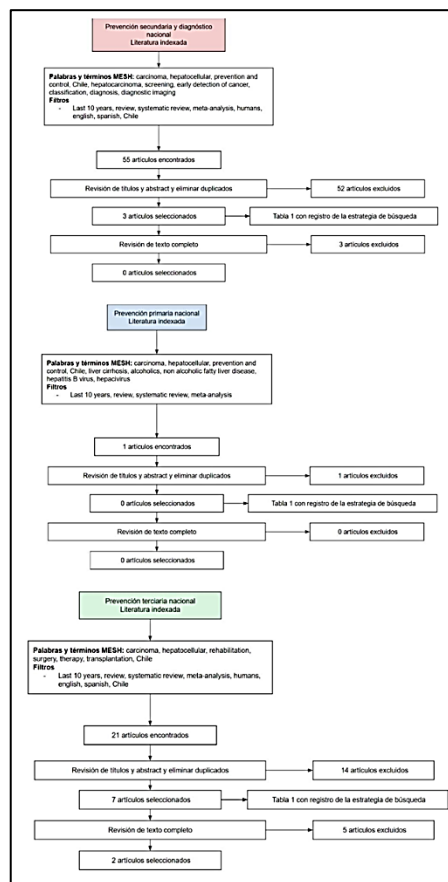 Prevención secundaria y diagnóstico
nacional
Literatura indexada
Palabras y términos MESH: carcinoma, hepatocellular, prevention and
control, Chile, hepatocarcinoma, screening, early detection of cancer,
classification, diagnosis, diagnostic imaging
Filtros
- Last 10 years, review, systematic review, meta-analysis, humans,
english, spanish, Chile
55 artículos encontrados
Revisión de títulos y abstract y eliminar duplicados
52 artículos excluidos
3 artículos seleccionados
Tabla 1 con registro de la estrategia de búsqueda
Revisión de texto completo
3 artículos excluidos
0 artículos seleccionados
Prevención primaria nacional
Literatura indexada
Palabras y términos MESH: carcinoma, hepatocellular, prevention and
control, Chile, liver cirrhosis, alcoholics, non alcoholic fatty liver disease,
hepatitis B virus, hepacivirus
Filtros
- Last 10 years, review, systematic review, meta-analysis
1 artículos encontrados
Revisión de títulos y abstract y eliminar duplicados
1 artículos excluidos
0 artículos seleccionados
Tabla 1 con registro de la estrategia de búsqueda
Revisión de texto completo
0 artículos excluidos
0 artículos seleccionados
Prevención terciaria nacional
Literatura indexada
Palabras y términos MESH: carcinoma, hepatocellular, rehabilitation,
surgery, therapy, transplantation, Chile
Filtros
- Last 10 years, review, systematic review, meta-analysis, humans,
english, spanish, Chile
21 artículos encontrados
Revisión de títulos y abstract y eliminar duplicados
14 artículos excluidos
7 artículos seleccionados
Tabla 1 con registro de la estrategia de búsqueda
Revisión de texto completo
5 artículos excluidos
2 artículos seleccionados